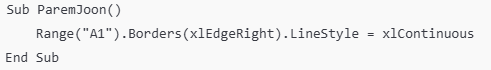 Sub ParemJoon()
    Range("A1").Borders(xlEdgeRight).LineStyle = xlContinuous
End Sub